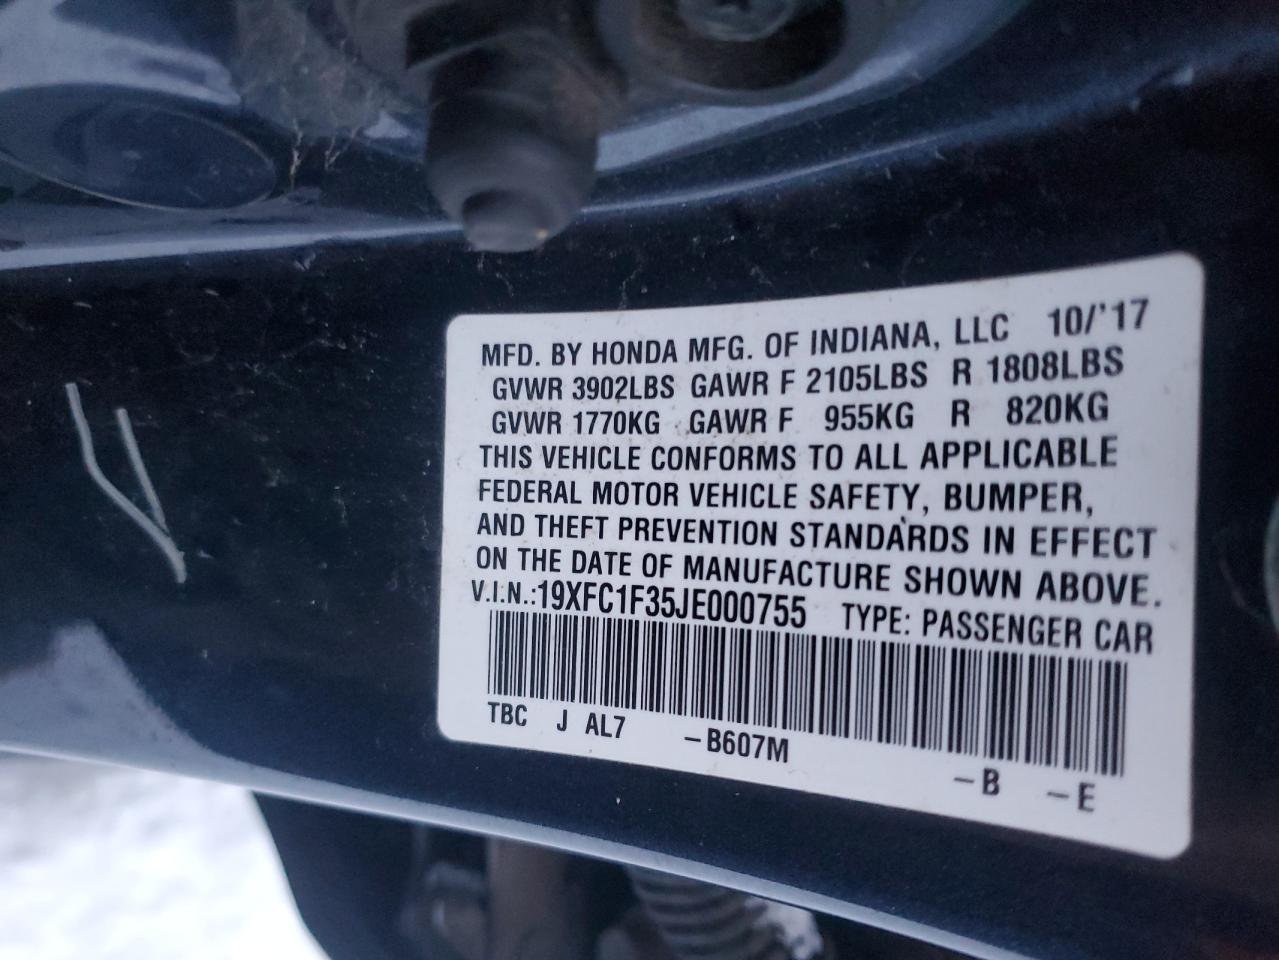 MFD. BY HONDA MFG. OF INDIANA, LLC 10/'17
GVWR 3902LBS GAWR F 2105LBS R 1808LBS
GVWR 1770KG GAWR F 955KG R 820KG
THIS VEHICLE CONFORMS TO ALL APPLICABLE
FEDERAL MOTOR VEHICLE SAFETY, BUMPER,
AND THEFT PREVENTION STANDARDS IN EFFECT
ON THE DATE OF MANUFACTURE SHOWN ABOVE.
V.I.N.:19XFC1F35JE000755 TYPE: PASSENGER CAR
TBC J AL7 -B607M -B -E